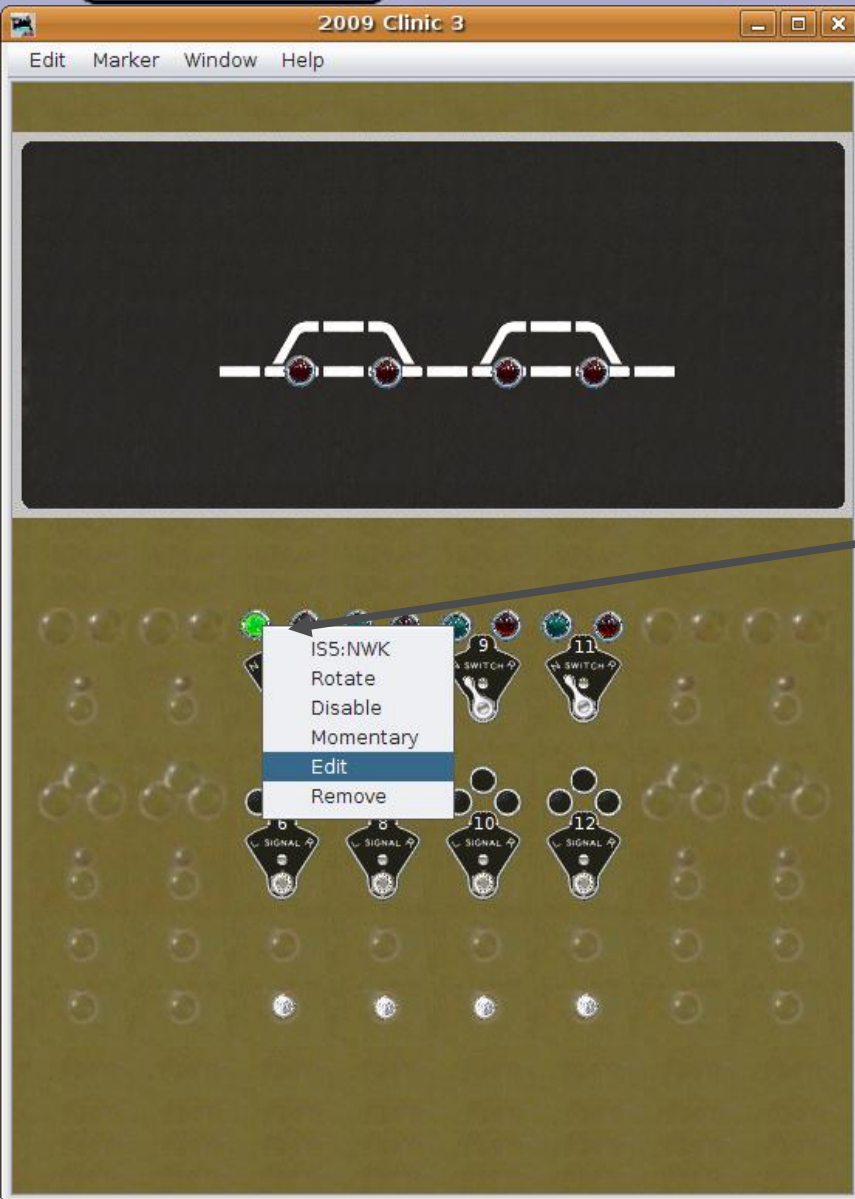 2009 Clinic 3
Edit Marker Window Help
IS5:NWK
Rotate
Disable
Momentary
Edit
Remove
N
9
SWITCH R
11
N SWITCH R
6
L SIGNAL R
8
L SIGNAL R
10
L SIGNAL R
12
L SIGNAL R